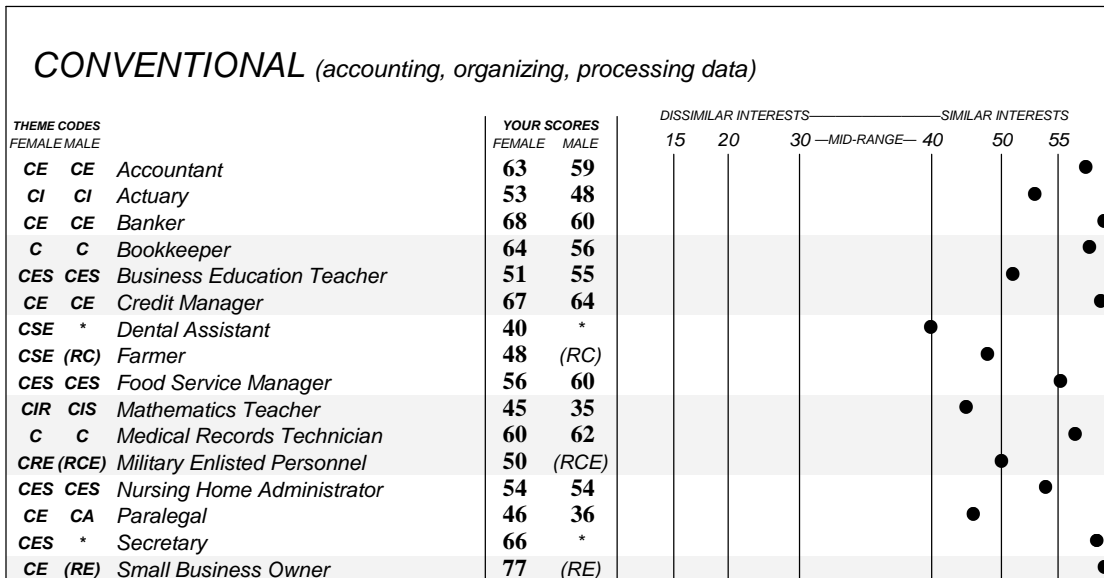 CONVENTIONAL (accounting, organizing, processing data)
DISSIMILAR INTERESTS SIMILAR INTERESTS
THEME CODES YOUR SCORES
FEMALE MALE FEMALE MALE 15 20 30 —MID-RANGE— 40 50 55
CE CE Accountant 63 59
CI CI Actuary 53 48
CE CE Banker 68 60
C C Bookkeeper 64 56
CES CES Business Education Teacher 51 55
CE CE Credit Manager 67 64
CSE * Dental Assistant 40 *
CSE (RC) Farmer 48 (RC)
CES CES Food Service Manager 56 60
CIR CIS Mathematics Teacher 45 35
C C Medical Records Technician 60 62
CRE (RCE) Military Enlisted Personnel 50 (RCE)
CES CES Nursing Home Administrator 54 54
CE CA Paralegal 46 36
CES * Secretary 66 *
CE (RE) Small Business Owner 77 (RE)